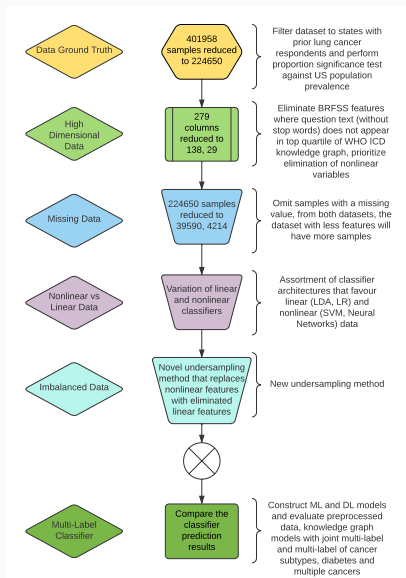 Data Ground Truth
401958
samples reduced
to 224650
Filter dataset to states with
prior lung cancer
respondents and perform
proportion significance test
against US population
prevalence
High
Dimensional
Data
279
columns
reduced to
138, 29
Eliminate BRFSS features
where question text (without
stop words) does not appear
in top quartile of WHO ICD
knowledge graph, prioritize
elimination of nonlinear
variables
Missing Data
224650 samples
reduced to
39590, 4214
Omit samples with a missing
value, from both datasets, the
dataset with less features will
have more samples
Nonlinear vs
Linear Data
Variation of linear
and nonlinear
classifiers
Assortment of classifier
architectures that favour
linear (LDA, LR) and
nonlinear (SVM, Neural
Networks) data
Imbalanced Data
Novel undersampling
method that replaces
nonlinear features
with eliminated
linear features
New undersampling method
Multi-Label
Classifier
Compare the
classifier
prediction
results
Construct ML and DL models
and evaluate preprocessed
data, knowledge graph
models with joint multi-label
and multi-label of cancer
subtypes, diabetes and
multiple cancers